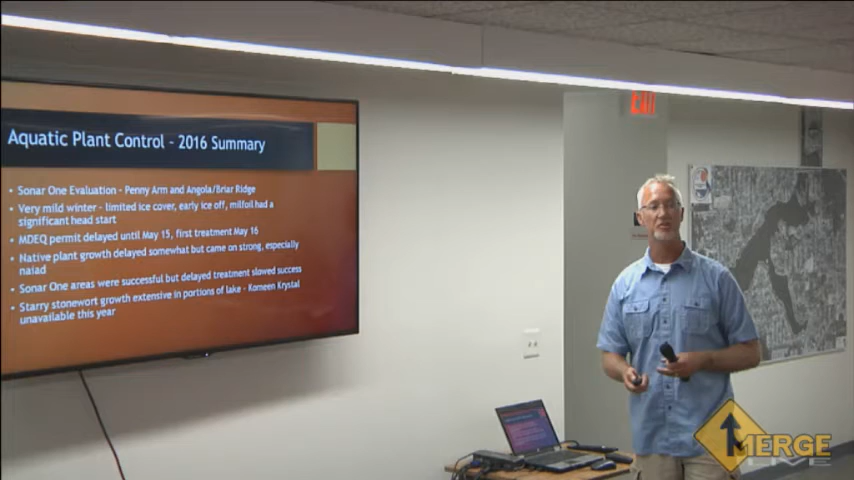 Aquatic Plant Control - 2016 Summary
• Sonar One Evaluation - Penny Arm and Angola/Briar Ridge
• Very mild winter - limited ice cover, early ice off, milfoil had a
significant head start
• MDEQ permit delayed until May 15, first treatment May 16
• Native plant growth delayed somewhat but came on strong, especially
naiad
• Sonar One areas were successful but delayed treatment slowed success
• Starry stonewort growth extensive in portions of lake - Komeen Krystal
unavailable this year
EXIT
MERGE
LIVE